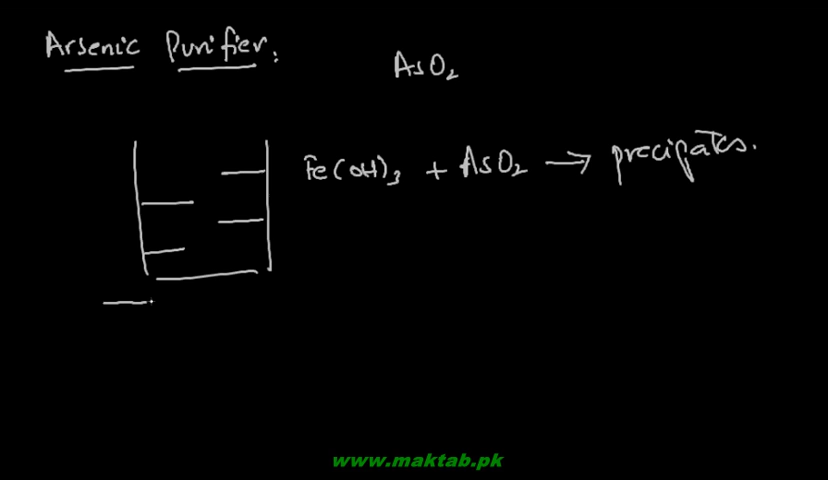 Arsenic Purifier.
AsO₂
Fe(OH)₃ + AsO₂ → precipates.
www.maktab.pk